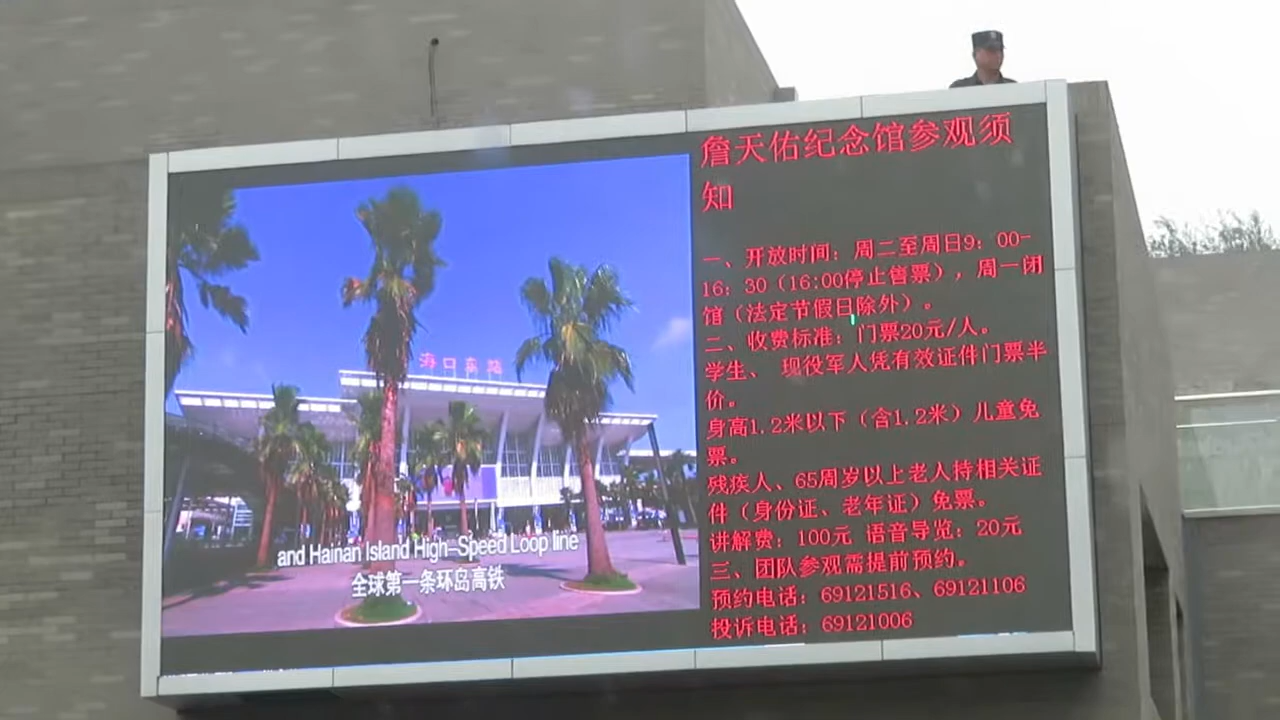 海口东站
and Hainan Island High-Speed Loop line
全球第一条环岛高铁
詹天佑纪念馆参观须
知
一、开放时间：周二至周日9：00-
16：30（16:00停止售票），周一闭
馆（法定节假日除外）。
二、收费标准：门票20元/人。
学生、 现役军人凭有效证件门票半
价。
身高1.2米以下（含1.2米）儿童免
票。
残疾人、65周岁以上老人持相关证
件（身份证、老年证）免票。
讲解费：100元 语音导览：20元
三、团队参观需提前预约。
预约电话：69121516、69121106
投诉电话：69121006